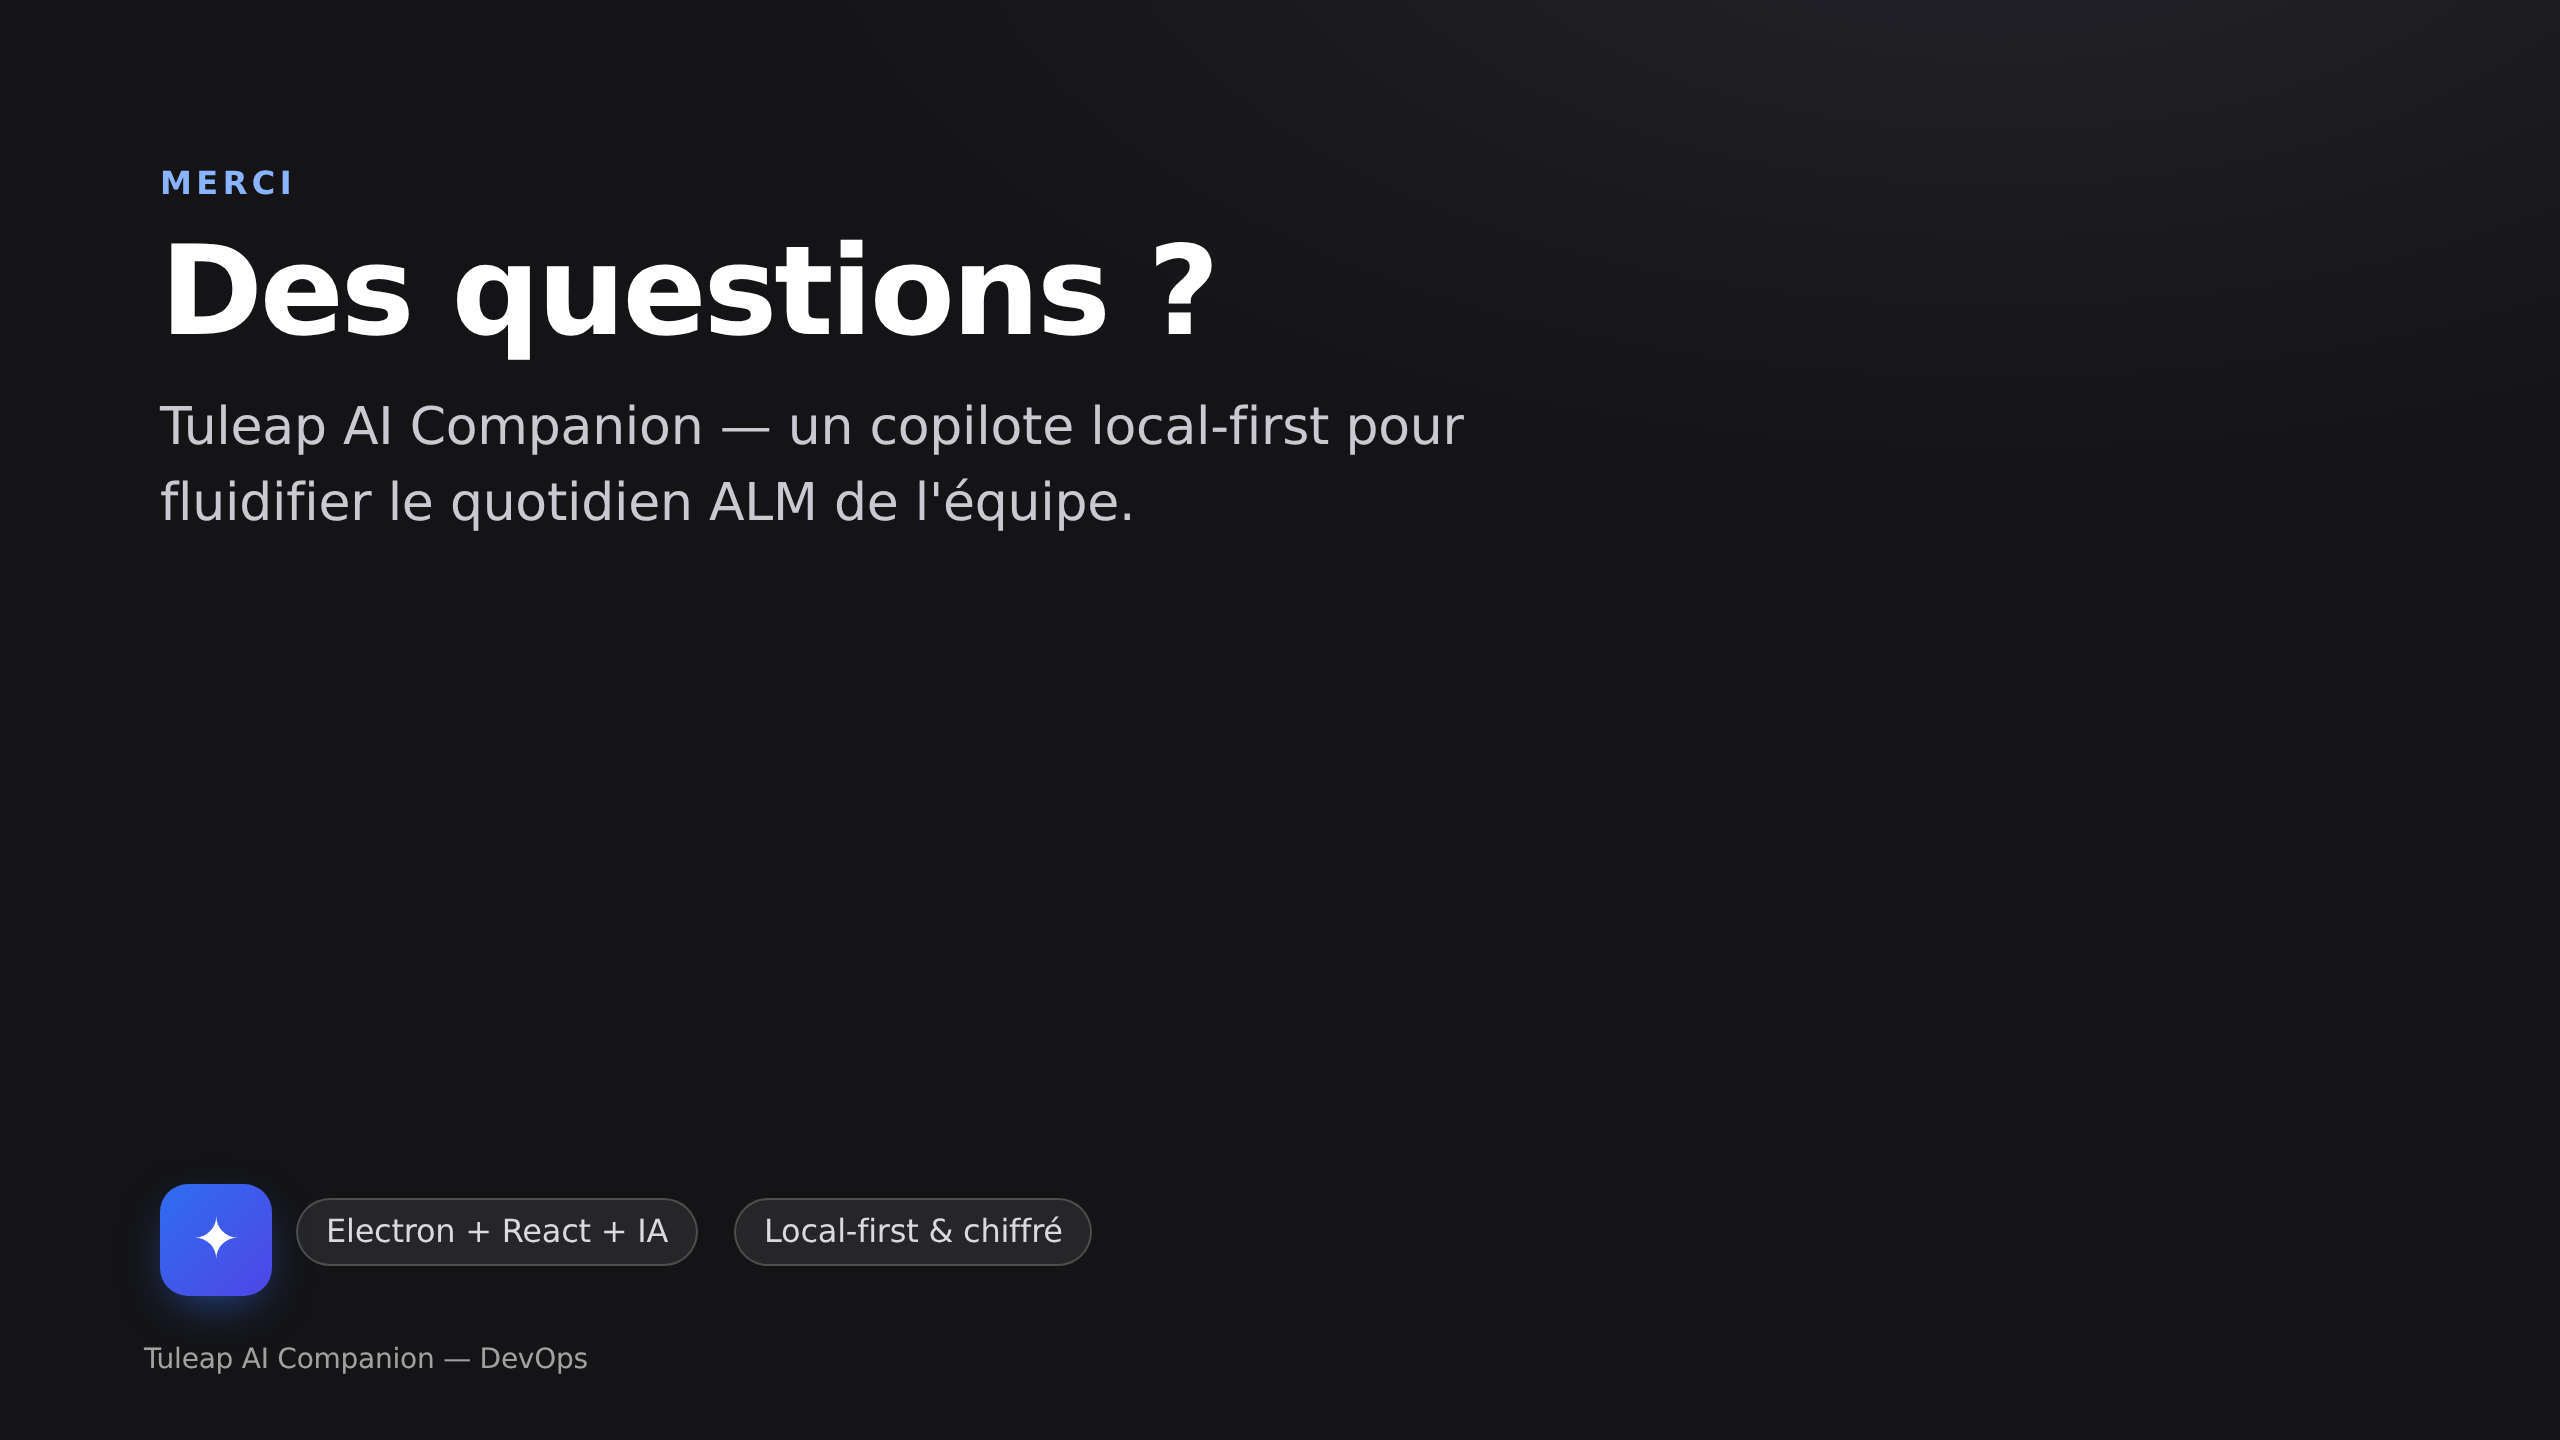 MERCI
Des questions ?
Tuleap AI Companion — un copilote local-first pour
fluidifier le quotidien ALM de l'équipe.
Electron + React + IA
Local-first & chiffré
Tuleap AI Companion — DevOps